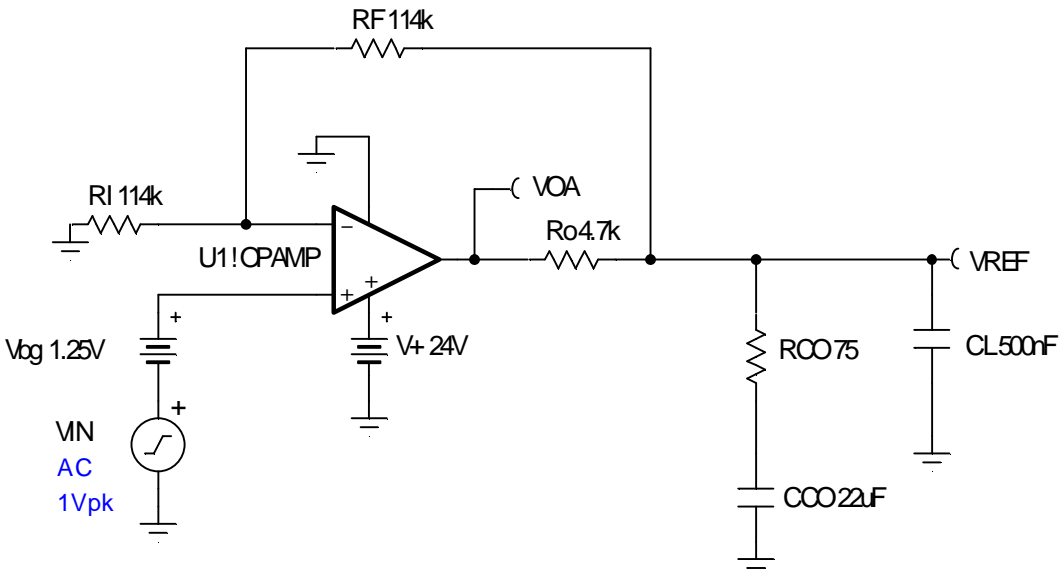 RF 114k
VOA
RI 114k
Ro 4.7k
U1 !OPAMP
VREF
Vbg 1.25V
V+ 24V
RCO 75
CL 500nF
VIN
AC
1Vpk
CCO 22uF